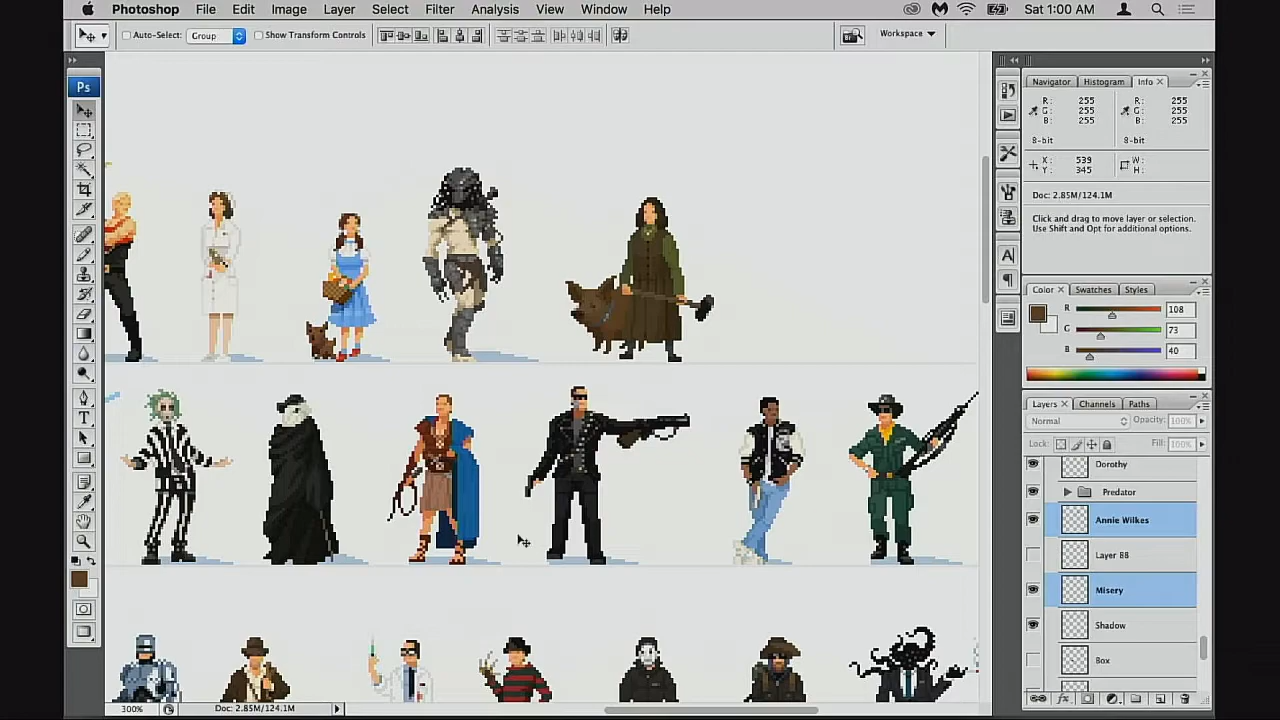 Photoshop File Edit Image Layer Select Filter Analysis View Window Help Sat 1:00 AM
Auto-Select: Group Show Transform Controls Workspace
Ps
Navigator Histogram Info
R: 255 R: 255
G: 255 G: 255
B: 255 B: 255
8-bit 8-bit
X: 539 W:
Y: 345 H:
Doc: 2.85M/124.1M
Click and drag to move layer or selection.
Use Shift and Opt for additional options.
Color Swatches Styles
R 108
G 73
B 40
Layers Channels Paths
Normal Opacity: 100%
Lock: Fill: 100%
Dorothy
Predator
Annie Wilkes
Layer 88
Misery
Shadow
Box
300% Doc: 2.85M/124.1M